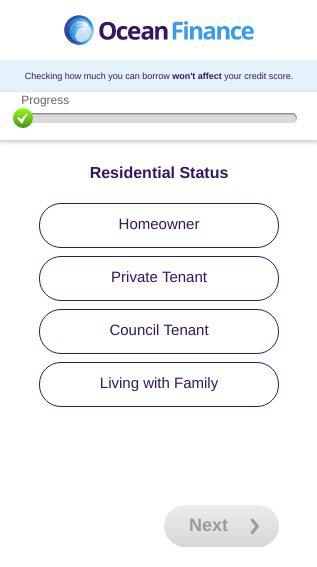 Ocean Finance
Checking how much you can borrow won't affect your credit score.
Progress
Residential Status
Homeowner
Private Tenant
Council Tenant
Living with Family
Next